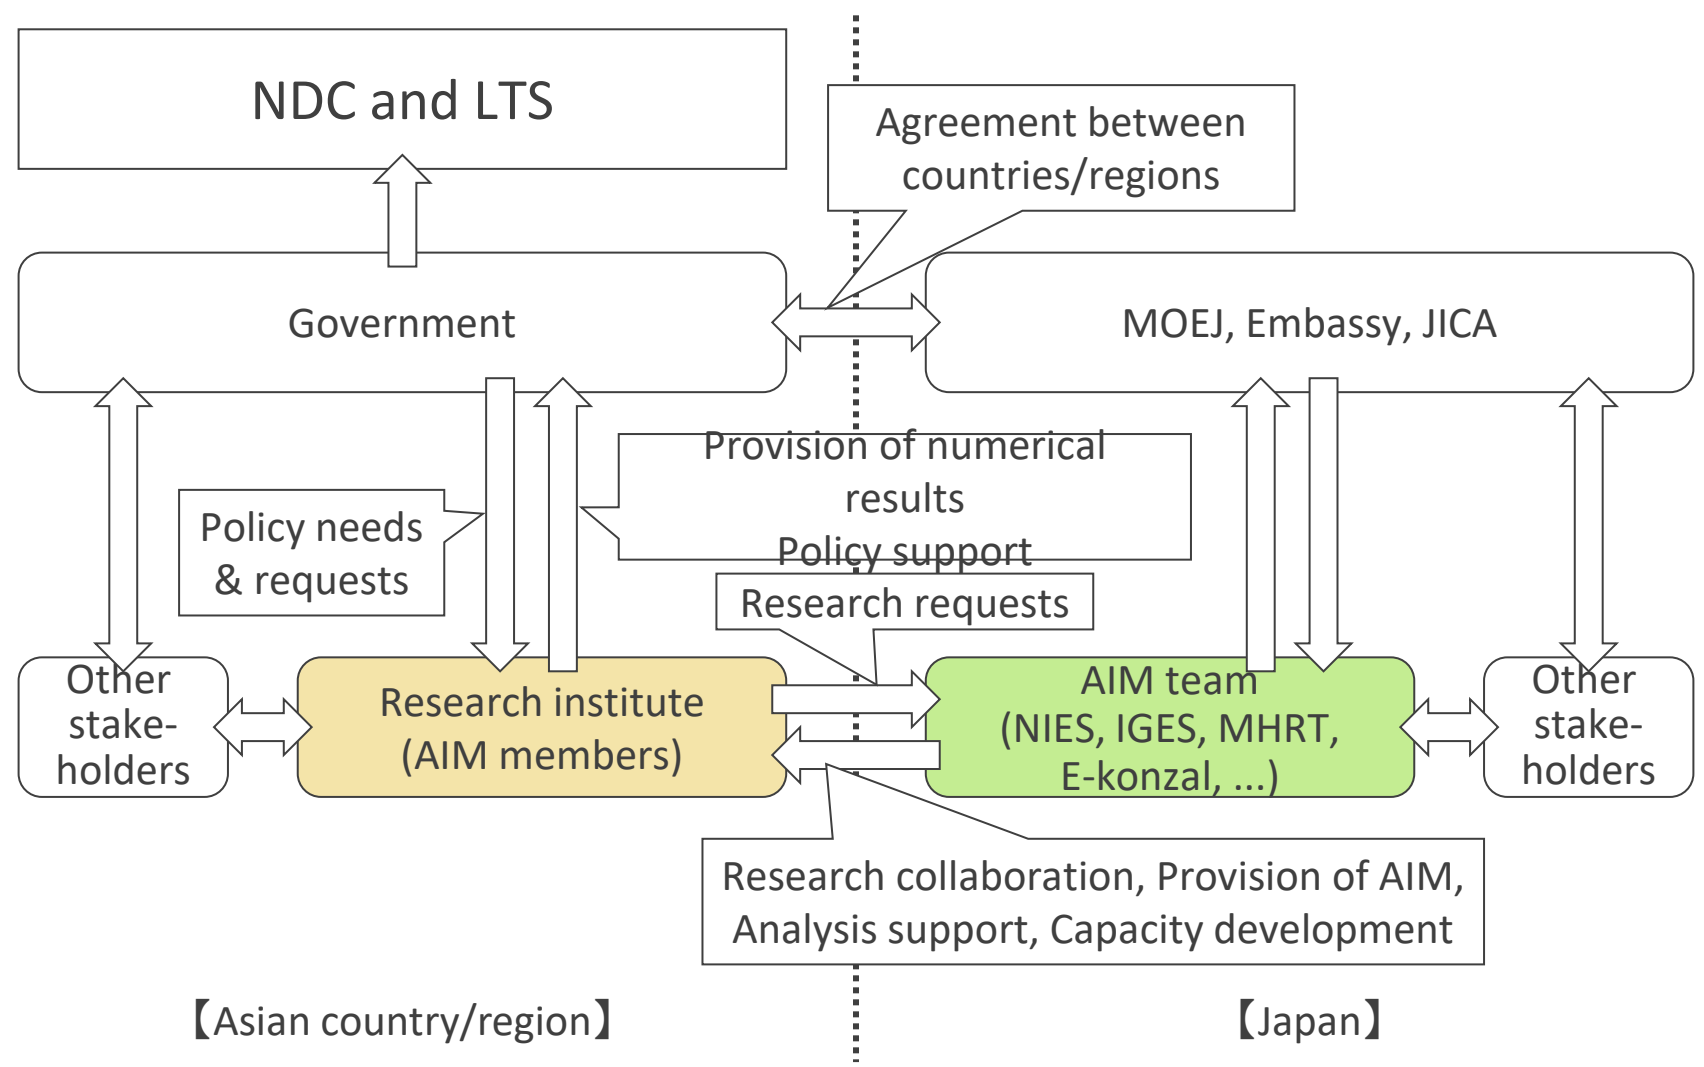 NDC and LTS
Agreement between
countries/regions
Government
MOEJ, Embassy, JICA
Provision of numerical
results
Policy support
Policy needs
& requests
Research requests
Other
stake-
holders
Research institute
(AIM members)
AIM team
(NIES, IGES, MHRT,
E-konzal, ...)
Other
stake-
holders
Research collaboration, Provision of AIM,
Analysis support, Capacity development
【Asian country/region】
【Japan】